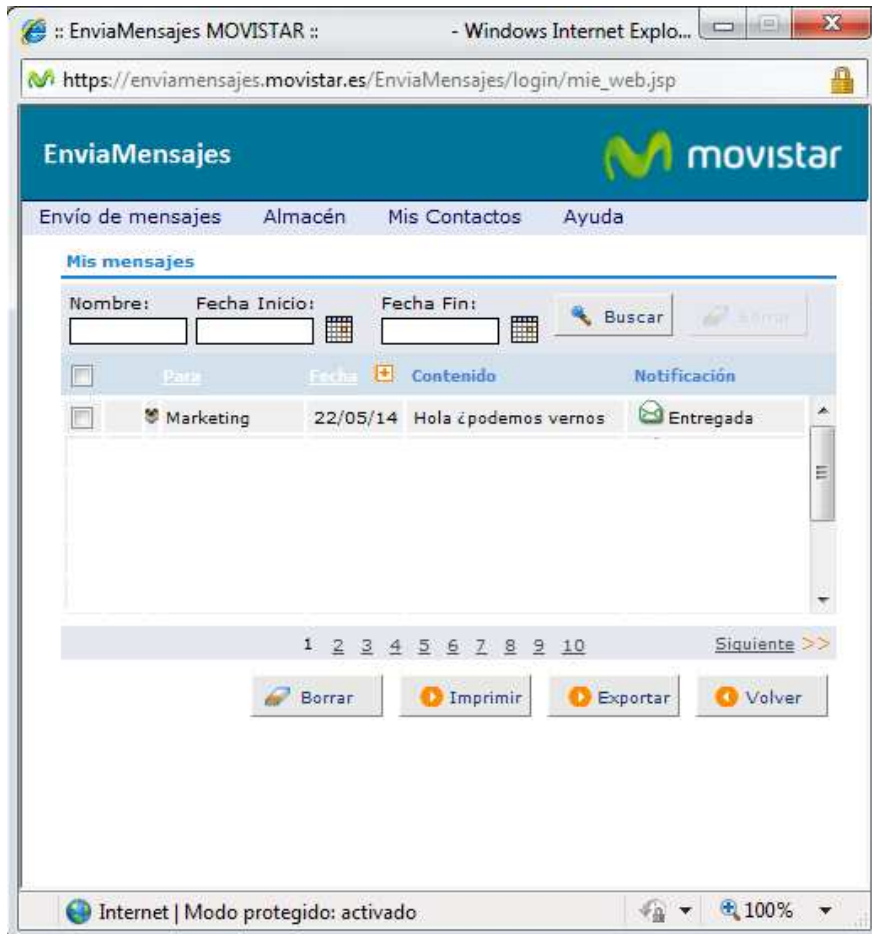 :: EnviaMensajes MOVISTAR :: - Windows Internet Explo...
https://enviamensajes.movistar.es/EnviaMensajes/login/mie_web.jsp
EnviaMensajes movistar
Envío de mensajes Almacén Mis Contactos Ayuda
Mis mensajes
Nombre: Fecha Inicio: Fecha Fin:
Buscar Borrar
Para Fecha Contenido Notificación
Marketing 22/05/14 Hola ¿podemos vernos Entregada
1 2 3 4 5 6 7 8 9 10 Siguiente >>
Borrar Imprimir Exportar Volver
Internet | Modo protegido: activado 100%